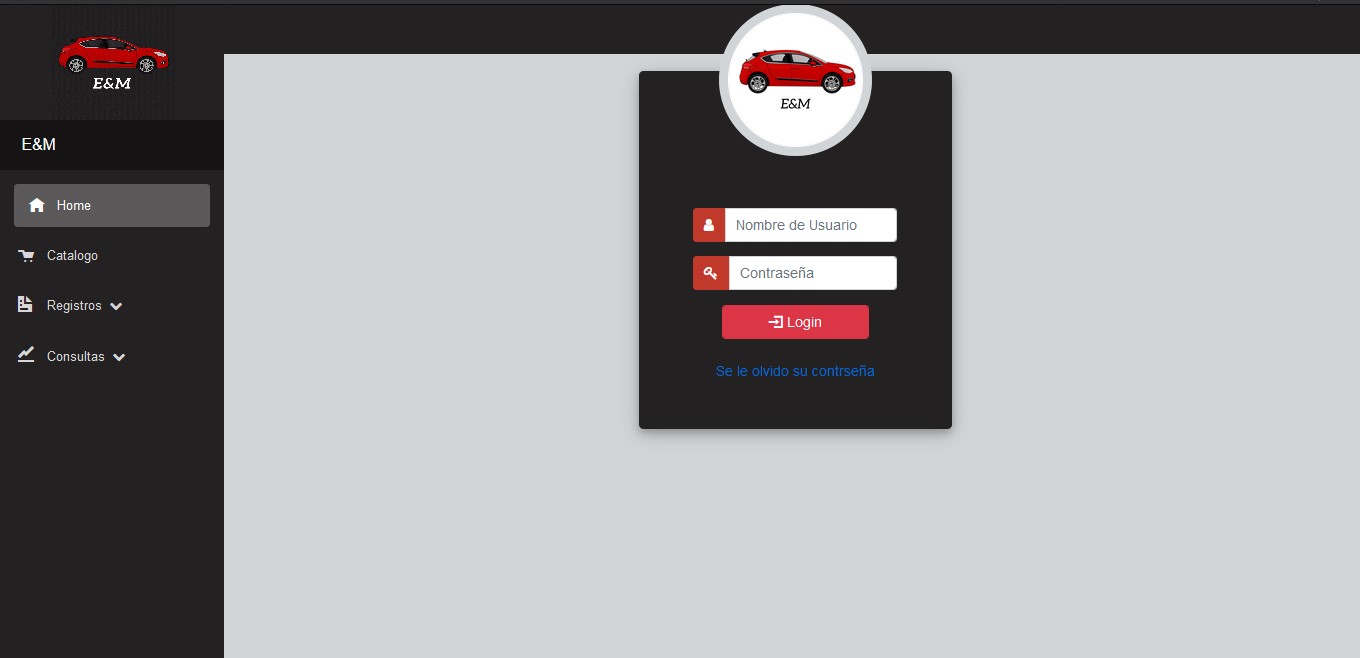 E&M
E&M
Home
Catalogo
Registros
Consultas
E&M
Nombre de Usuario
Contraseña
Login
Se le olvido su contrseña